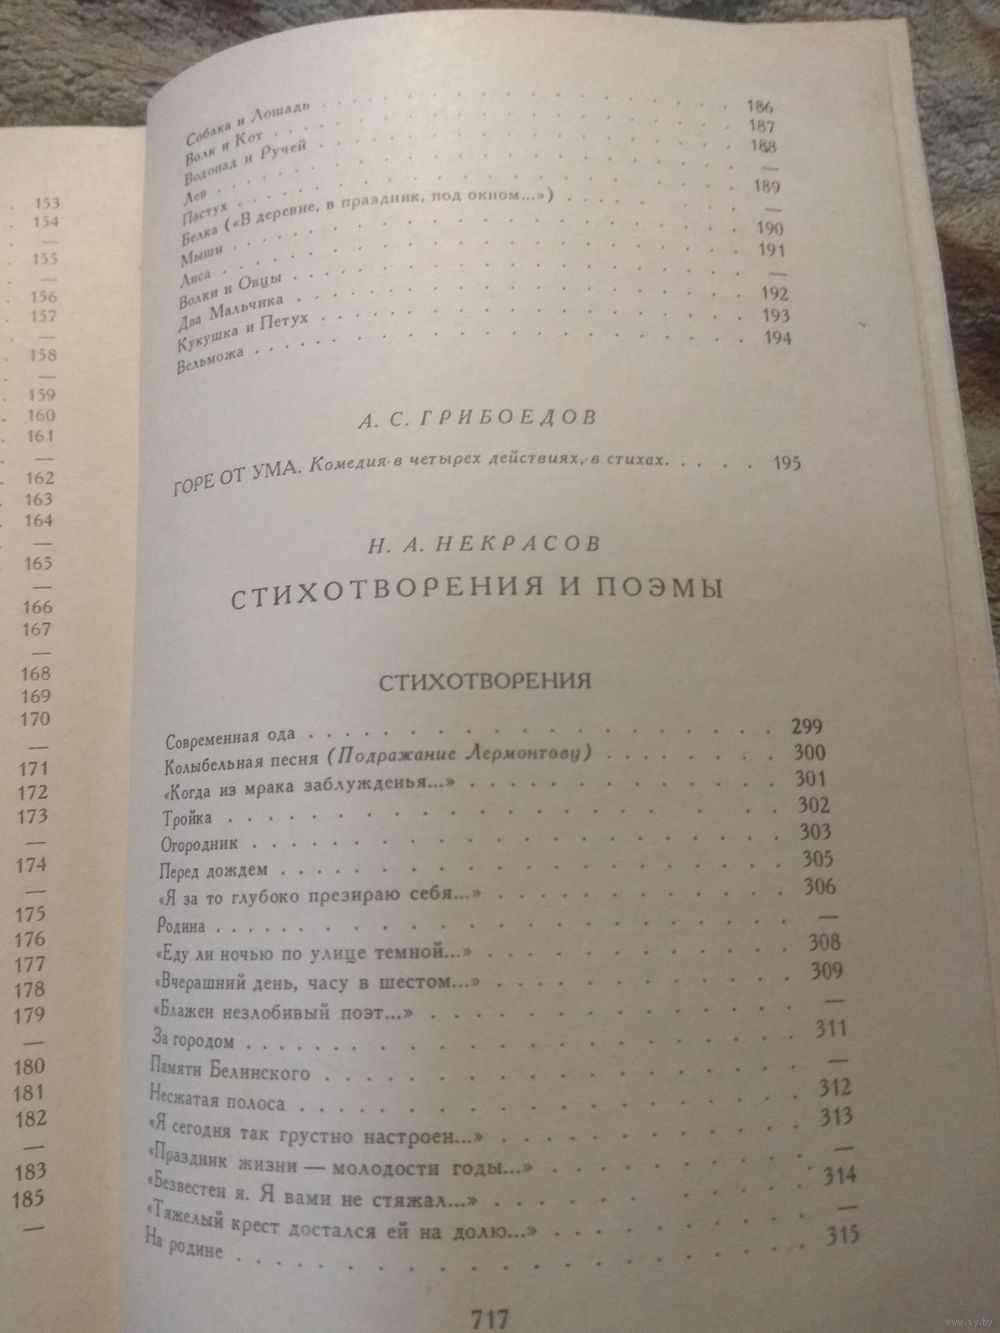 . 153
. 154
. —
. 155
. —
. 156
. 157
. —
. 158
. —
. 159
. 160
. 161
. —
. 162
. 163
. 164
. —
. 165
—
166
167
—
168
169
170
—
171
172
173
—
174
—
175
176
177
178
179
—
180
181
182
—
183
185
—
Собака и Лошадь . . . . . . . . . . . 186
Волк и Кот . . . . . . . . . . . 187
Водопад и Ручей . . . . . . . . . . . 188
Лев . . . . . . . . . . . —
Пастух . . . . . . . . . . . 189
Белка («В деревне, в праздник, под окном...») . . . . . —
Мыши . . . . . . . . . . . 190
Лиса . . . . . . . . . . . 191
Волки и Овцы . . . . . . . . . . . —
Два Мальчика . . . . . . . . . . . 192
Кукушка и Петух . . . . . . . . . . . 193
Вельможа . . . . . . . . . . . 194
А. С. ГРИБОЕДОВ
ГОРЕ ОТ УМА. Комедия в четырех действиях, в стихах. . . . . 195
Н. А. НЕКРАСОВ
СТИХОТВОРЕНИЯ И ПОЭМЫ
СТИХОТВОРЕНИЯ
Современная ода . . . . . . . . . . . 299
Колыбельная песня (Подражание Лермонтову) . . . . . . 300
«Когда из мрака заблужденья...» . . . . . . . . . 301
Тройка . . . . . . . . . . . 302
Огородник . . . . . . . . . . . 303
Перед дождем . . . . . . . . . . . 305
«Я за то глубоко презираю себя...» . . . . . . . . 306
Родина . . . . . . . . . . . —
«Еду ли ночью по улице темной...» . . . . . . . . 308
«Вчерашний день, часу в шестом...» . . . . . . . . 309
«Блажен незлобивый поэт...» . . . . . . . . . —
За городом . . . . . . . . . . . 311
Памяти Белинского . . . . . . . . . . . —
Несжатая полоса . . . . . . . . . . . 312
«Я сегодня так грустно настроен...» . . . . . . . . 313
«Праздник жизни — молодости годы...» . . . . . . . —
«Безвестен я. Я вами не стяжал...» . . . . . . . . 314
«Тяжелый крест достался ей на долю...» . . . . . . . —
На родине . . . . . . . . . . . 315
717
www.ay.by